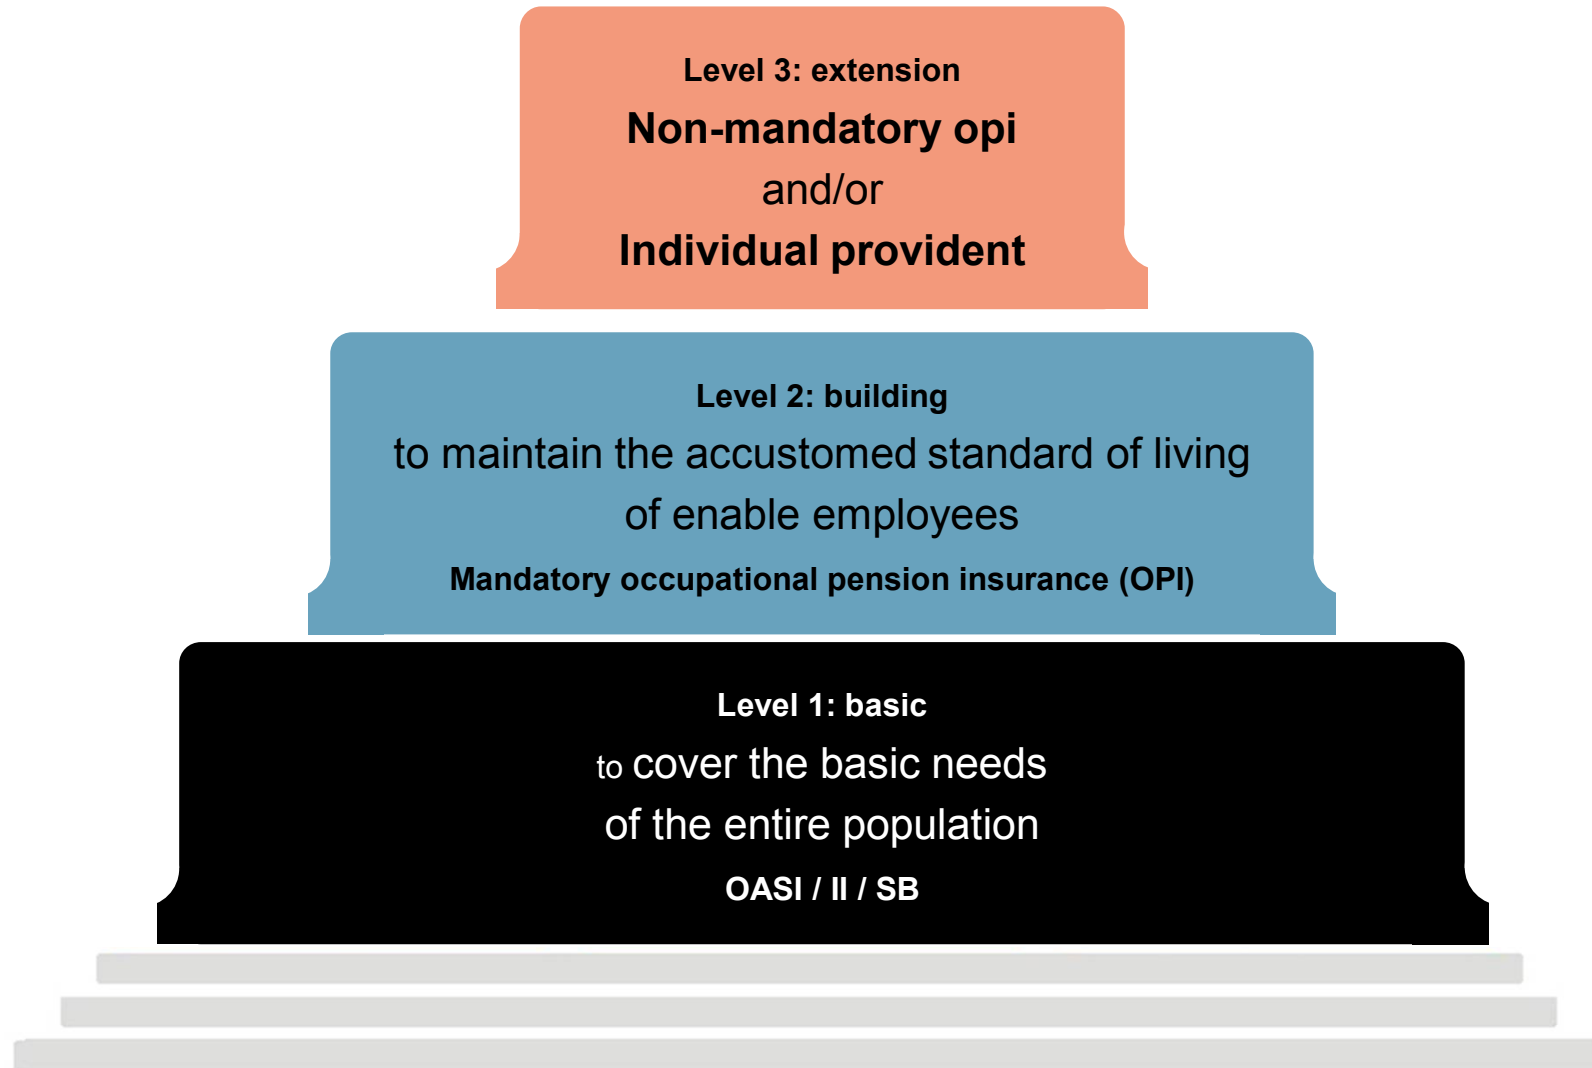 Level 3: extension
Non-mandatory opi
and/or
Individual provident
Level 2: building
to maintain the accustomed standard of living
of enable employees
Mandatory occupational pension insurance (OPI)
Level 1: basic
to cover the basic needs
of the entire population
OASI / II / SB